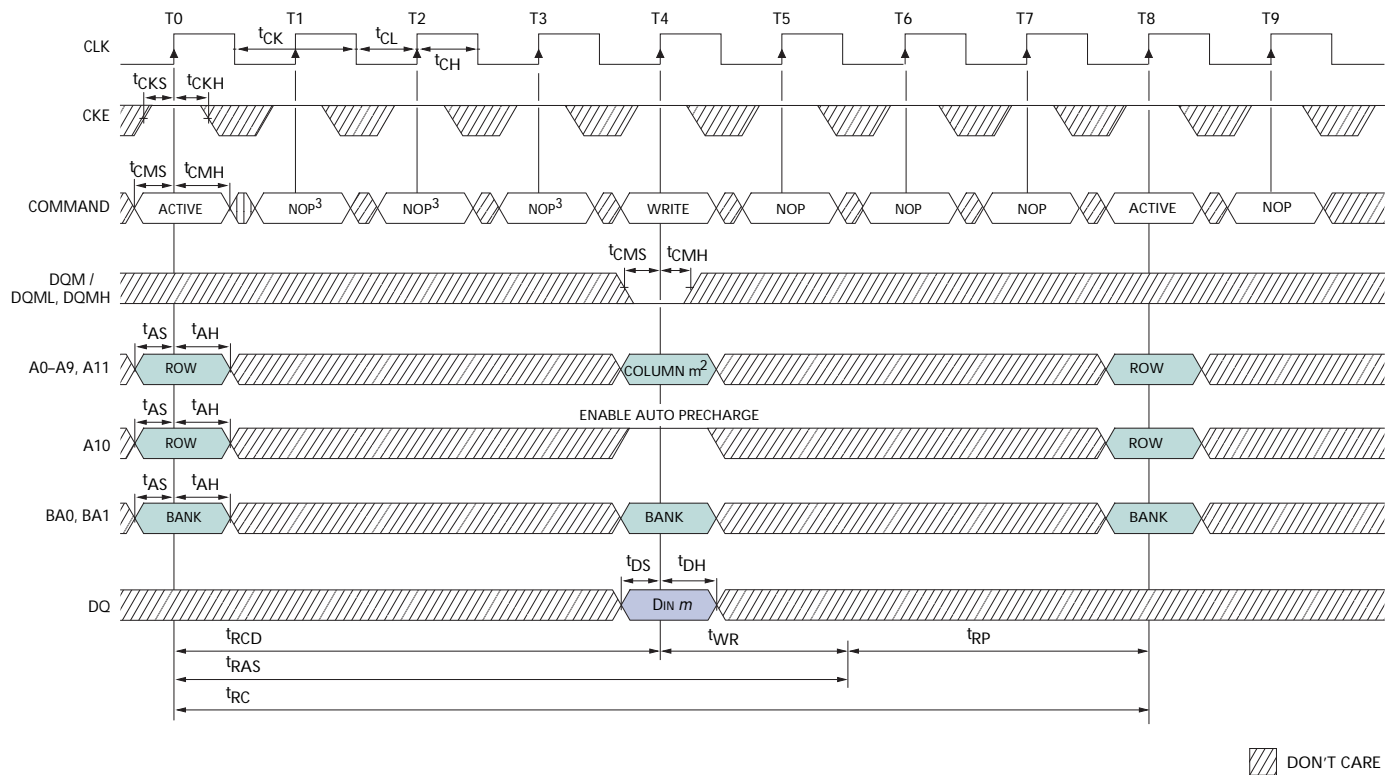 T0 T1 T2 T3 T4 T5 T6 T7 T8 T9
CLK tCK tCL tCH
tCKS tCKH
CKE
tCMS tCMH
COMMAND ACTIVE NOP3 NOP3 NOP3 WRITE NOP NOP NOP ACTIVE NOP
tCMS tCMH
DQM /
DQML, DQMH
tAS tAH
A0–A9, A11 ROW COLUMN m2 ROW
tAS tAH ENABLE AUTO PRECHARGE
A10 ROW ROW
tAS tAH
BA0, BA1 BANK BANK BANK
tDS tDH
DQ DIN m
tRCD tWR tRP
tRAS
tRC
DON'T CARE